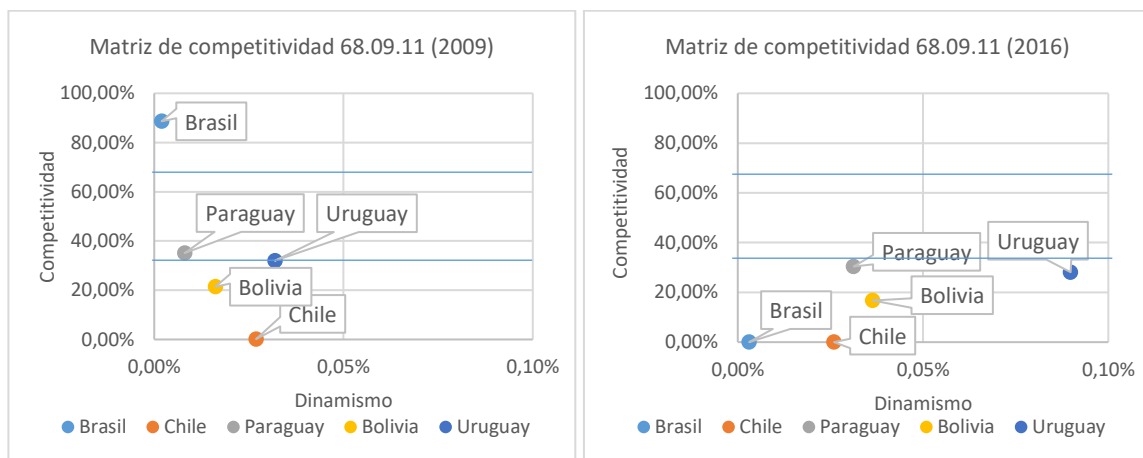 Matriz de competitividad 68.09.11 (2009)
Competitividad
100,00%
80,00%
60,00%
40,00%
20,00%
0,00%
Brasil
Paraguay
Uruguay
Bolivia
Chile
0,00%
0,05%
0,10%
Dinamismo
Brasil
Chile
Paraguay
Bolivia
Uruguay
Matriz de competitividad 68.09.11 (2016)
Competitividad
100,00%
80,00%
60,00%
40,00%
20,00%
0,00%
Uruguay
Paraguay
Bolivia
Brasil
Chile
0,00%
0,05%
0,10%
Dinamismo
Brasil
Chile
Paraguay
Bolivia
Uruguay